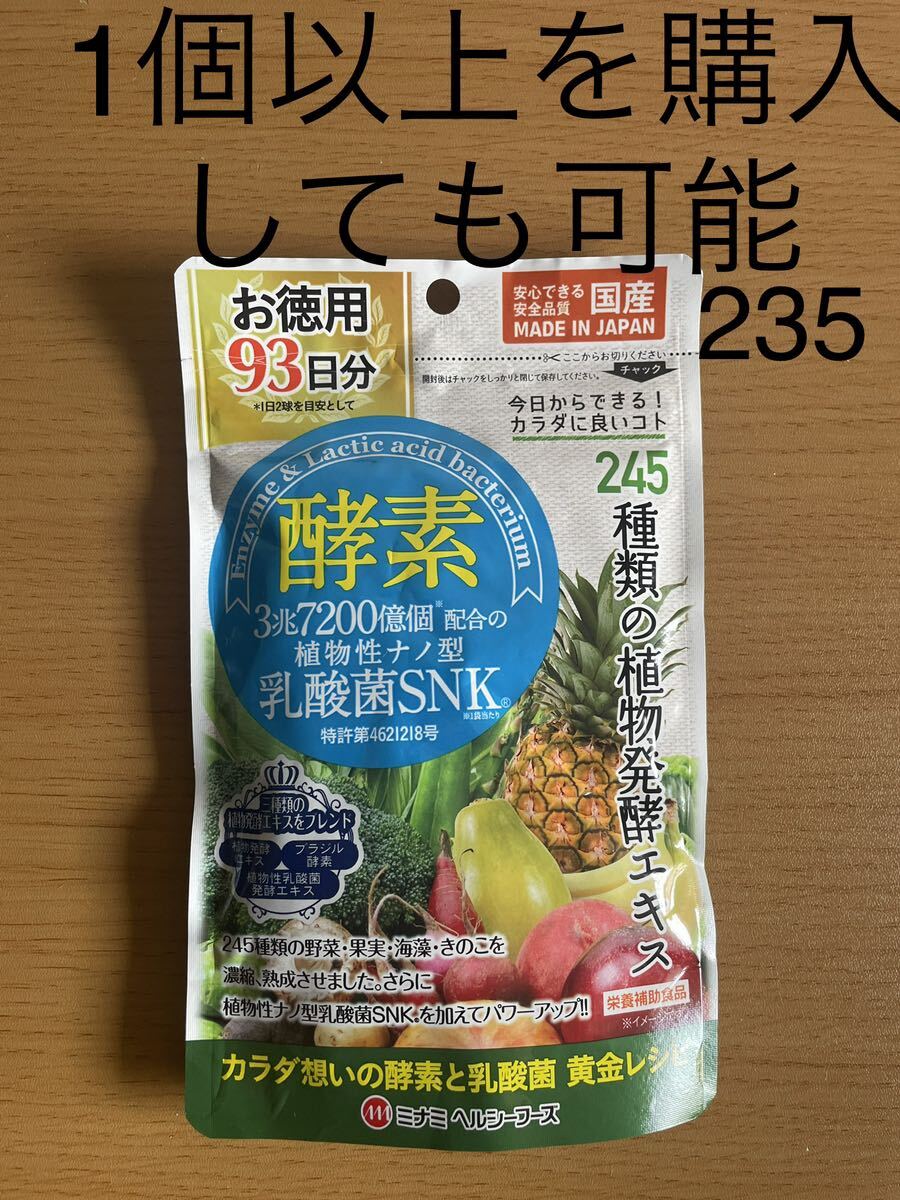 1個以上を購入
しても可能
235
お徳用
93日分
*1日2球を目安として
安心できる
安全品質
国産
MADE IN JAPAN
ここからお切りください
開封後はチャックをしっかりと閉じて保存してください。
チャック
今日からできる!
カラダに良いコト
245種類の植物発酵エキス
Enzyme & Lactic acid bacterium
酵素
3兆7200億個※配合の
植物性ナノ型
乳酸菌SNK®
※1袋当たり
特許第4621218号
三種類の
植物発酵エキスをブレンド
植物発酵
エキス
ブラジル
酵素
植物性乳酸菌
発酵エキス
245種類の野菜・果実・海藻・きのこを
濃縮、熟成させました。さらに
植物性ナノ型乳酸菌SNK®を加えてパワーアップ!!
栄養補助食品
カラダ想いの酵素と乳酸菌 黄金レシピ
ミナミ ヘルシーフーズ